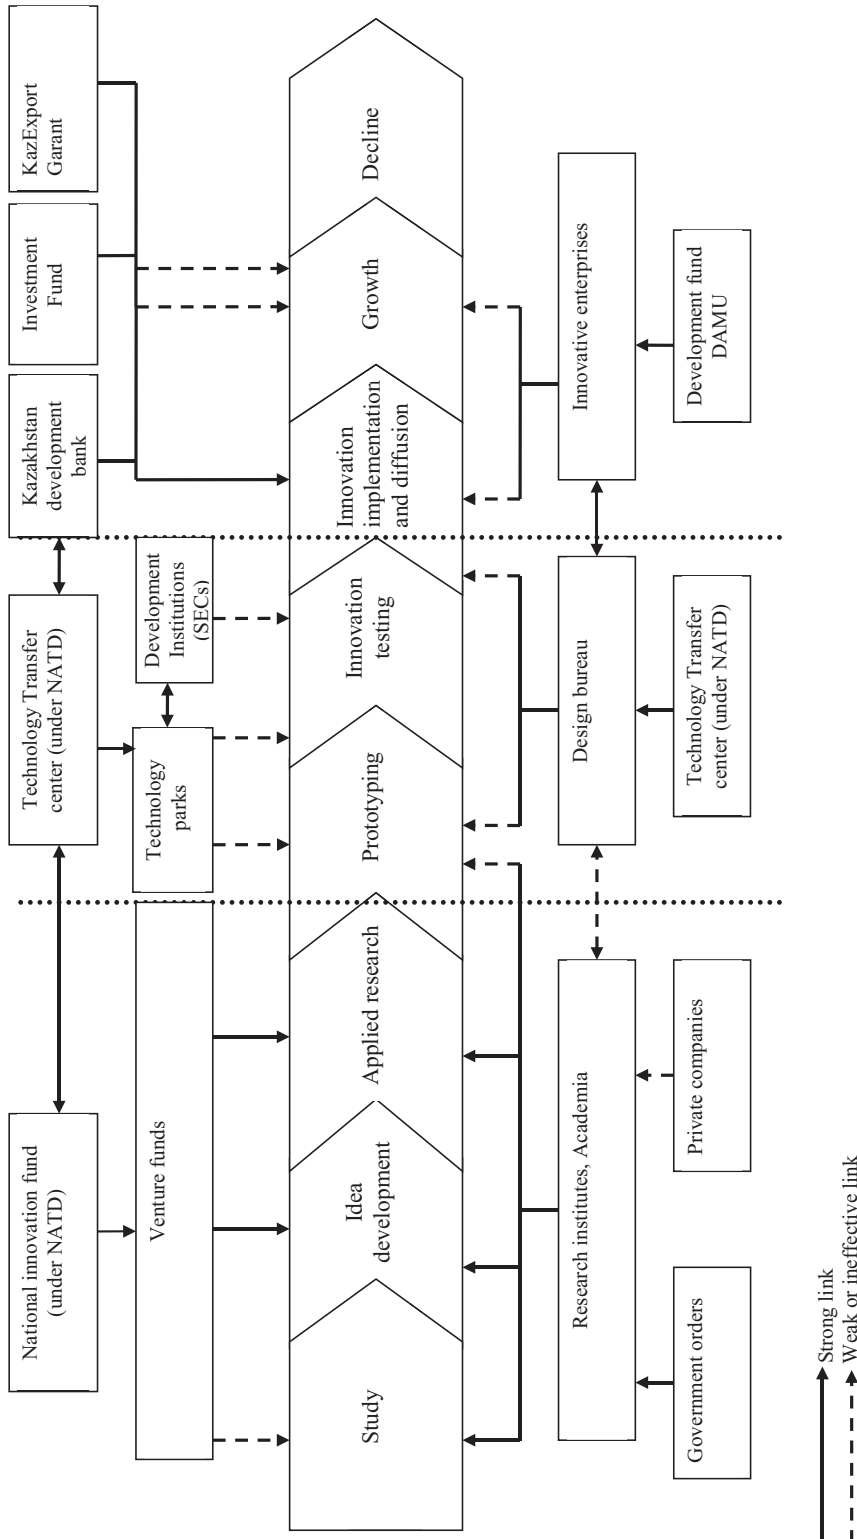 National innovation fund
(under NATD)
Technology Transfer
center (under NATD)
Kazakhstan
development
bank
Investment
Fund
KazExport
Garant
Venture funds
Technology
parks
Development
Institutions
(SECs)
Study
Idea
development
Applied research
Prototyping
Innovation
testing
Innovation
implementation
and diffusion
Growth
Decline
Research institutes, Academia
Design bureau
Innovative enterprises
Government orders
Private companies
Technology Transfer
center (under NATD)
Development fund
DAMU
Strong link
Weak or ineffective link